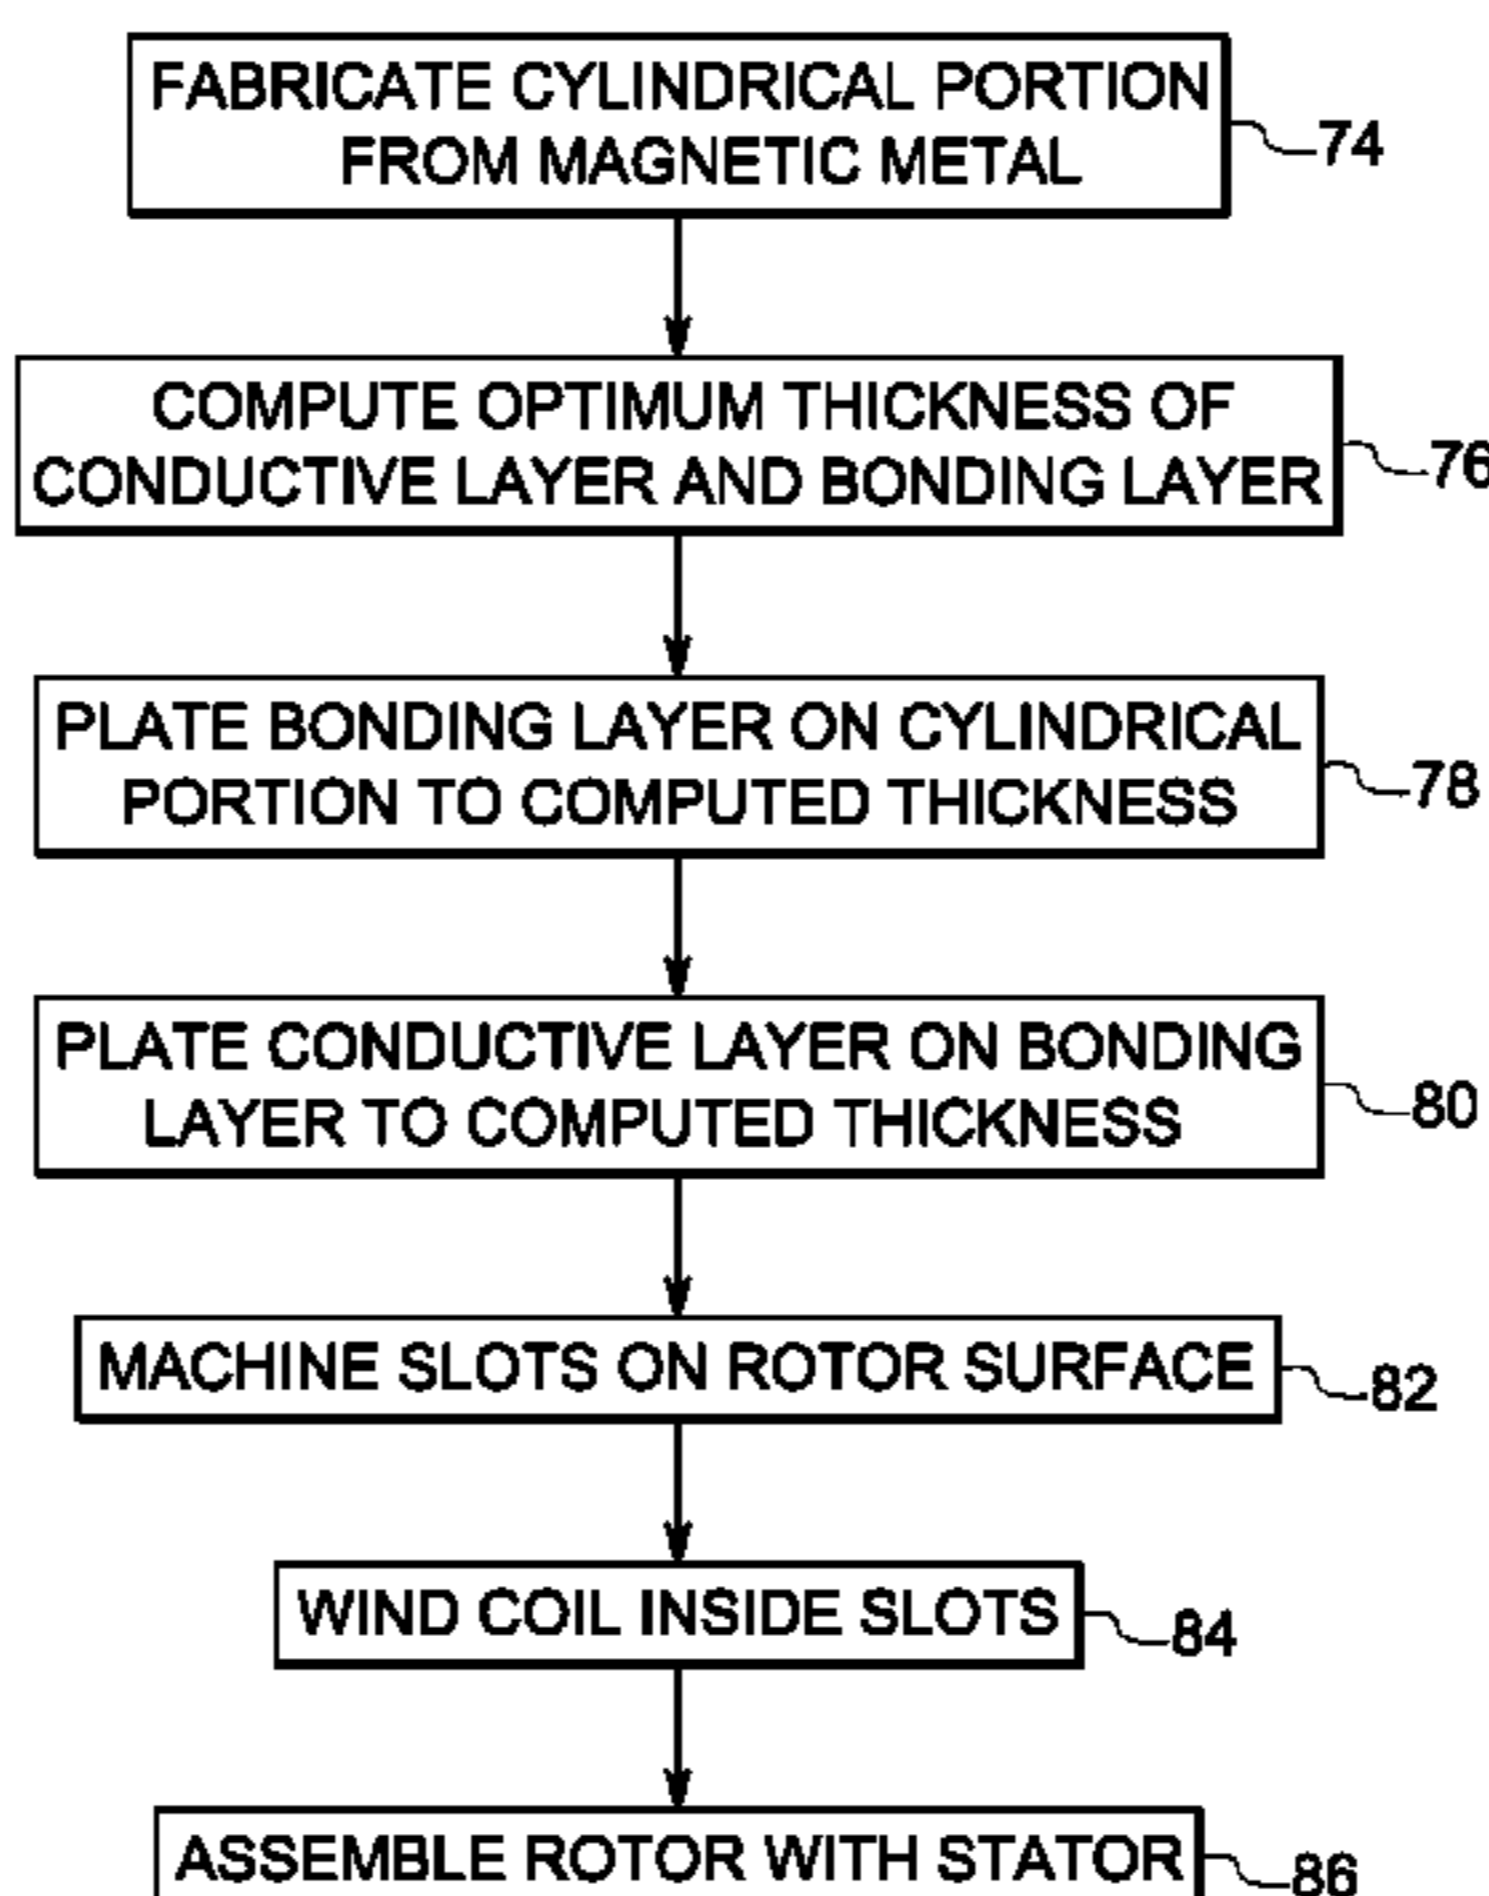 FABRICATE CYLINDRICAL PORTION
FROM MAGNETIC METAL
74
COMPUTE OPTIMUM THICKNESS OF
CONDUCTIVE LAYER AND BONDING LAYER
76
PLATE BONDING LAYER ON CYLINDRICAL
PORTION TO COMPUTED THICKNESS
78
PLATE CONDUCTIVE LAYER ON BONDING
LAYER TO COMPUTED THICKNESS
80
MACHINE SLOTS ON ROTOR SURFACE
82
WIND COIL INSIDE SLOTS
84
ASSEMBLE ROTOR WITH STATOR
86